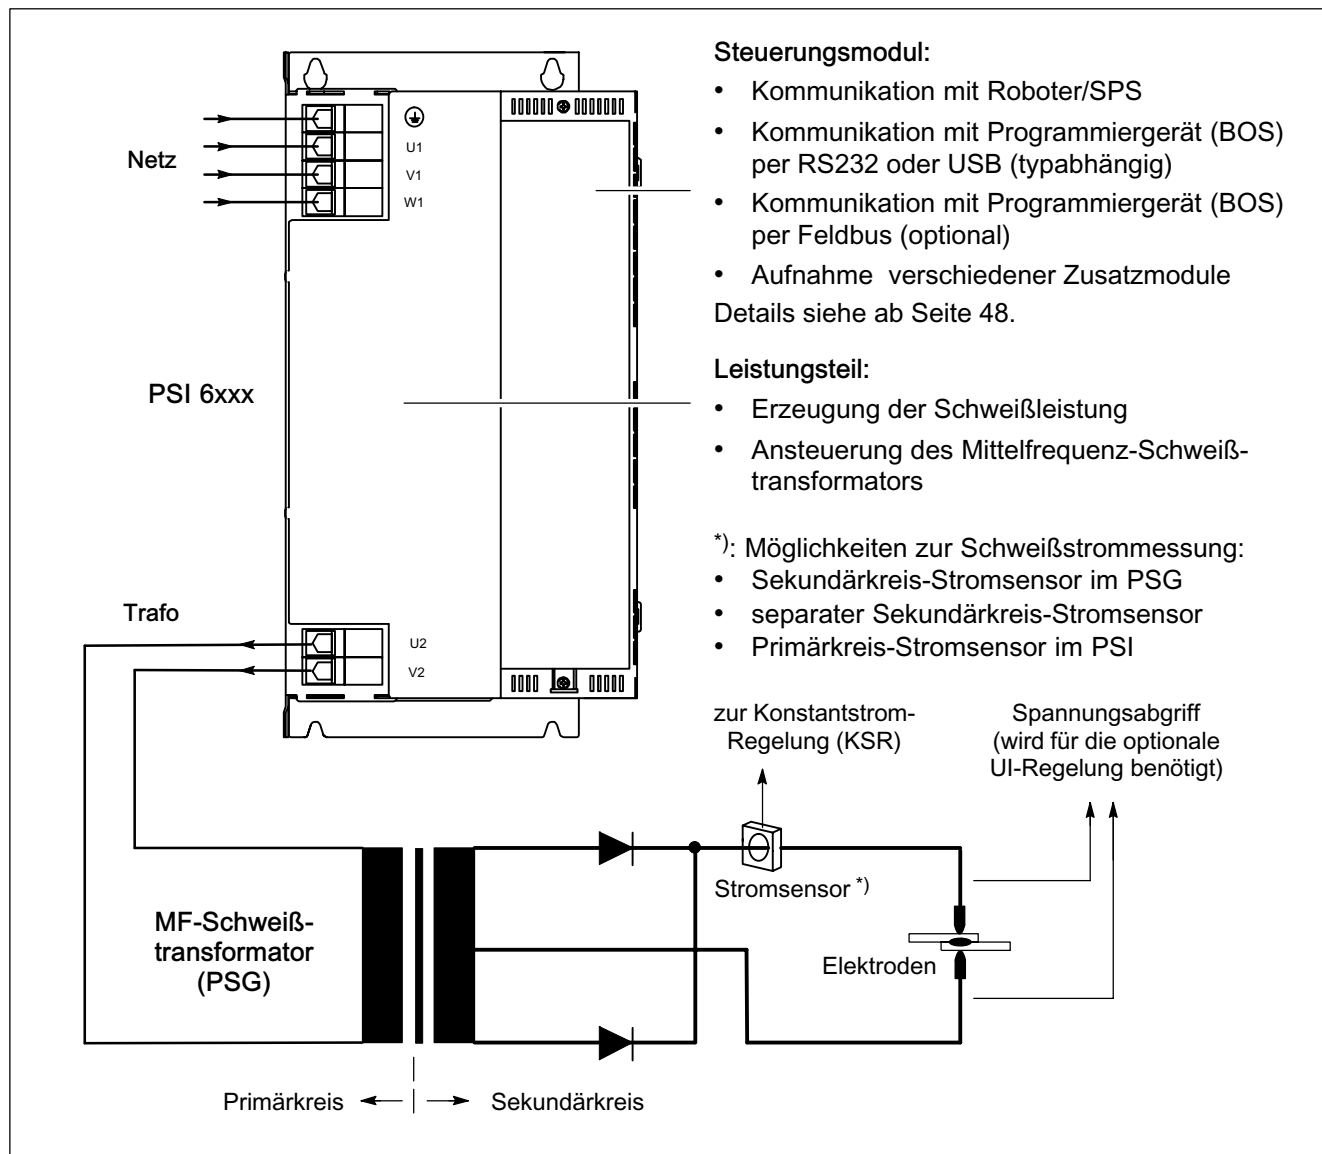 Steuerungsmodul:
• Kommunikation mit Roboter/SPS
• Kommunikation mit Programmiergerät (BOS)
per RS232 oder USB (typabhängig)
• Kommunikation mit Programmiergerät (BOS)
per Feldbus (optional)
• Aufnahme verschiedener Zusatzmodule
Details siehe ab Seite 48.
Netz
U1
V1
W1
PSI 6xxx
Leistungsteil:
• Erzeugung der Schweißleistung
• Ansteuerung des Mittelfrequenz-Schweiß-
transformators
*): Möglichkeiten zur Schweißstrommessung:
• Sekundärkreis-Stromsensor im PSG
• separater Sekundärkreis-Stromsensor
• Primärkreis-Stromsensor im PSI
Trafo
U2
V2
zur Konstantstrom-
Regelung (KSR)
Spannungsabgriff
(wird für die optionale
UI-Regelung benötigt)
Stromsensor *)
MF-Schweiß-
transformator
(PSG)
Elektroden
Primärkreis
Sekundärkreis